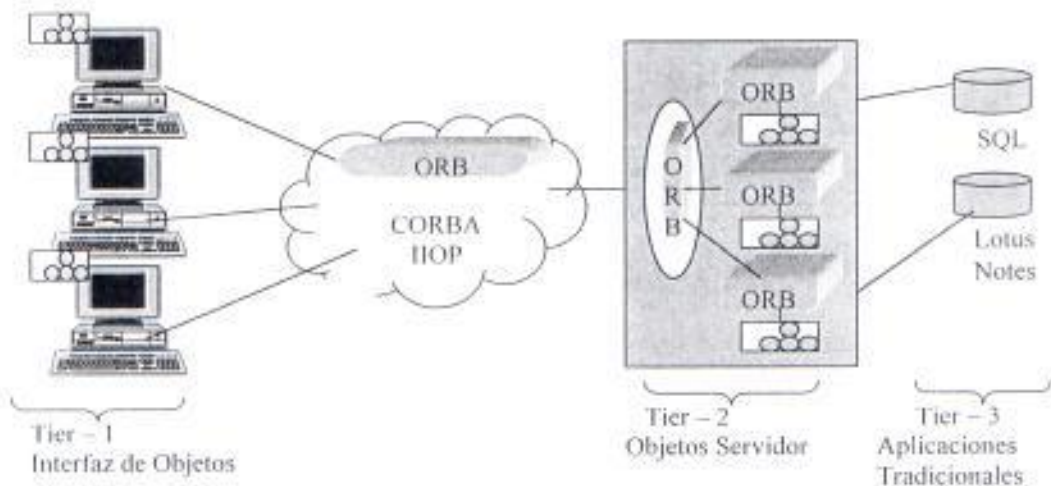 ORB
CORBA
IIOP
O
R
B
ORB
ORB
ORB
SQL
Lotus
Notes
Tier – 1
Interfaz de Objetos
Tier – 2
Objetos Servidor
Tier – 3
Aplicaciones
Tradicionales